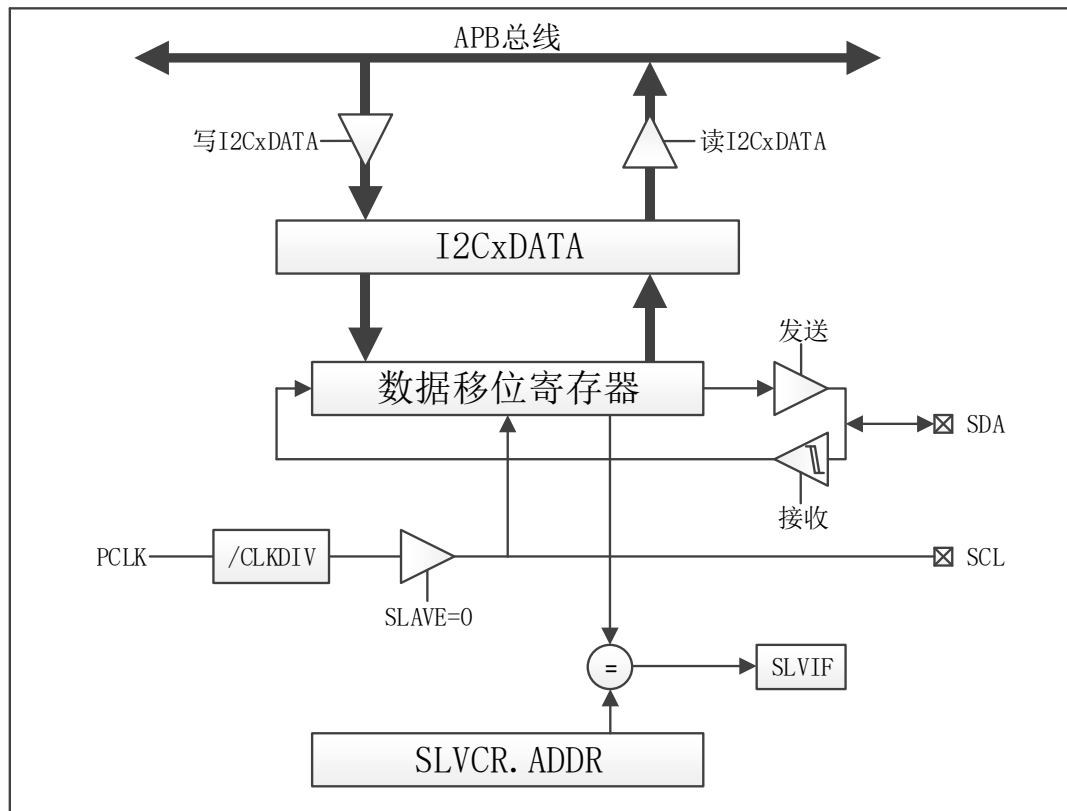 APB总线
写I2CxDATA
读I2CxDATA
I2CxDATA
发送
数据移位寄存器
SDA
接收
PCLK
/CLKDIV
SCL
SLAVE=0
=
SLVIF
SLVCR.ADDR